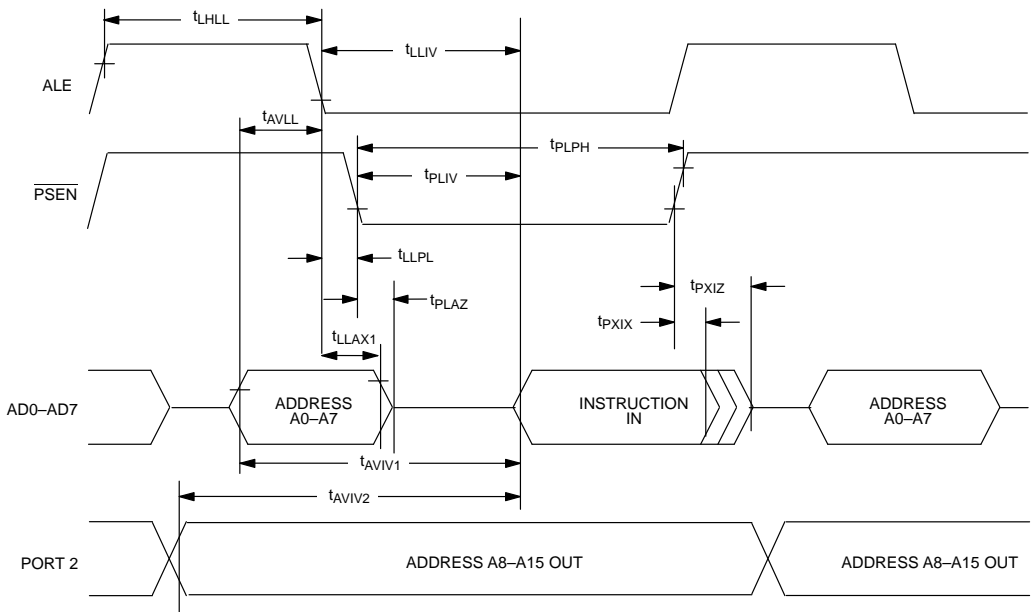 tLHLL
tLLIV
ALE
tAVLL
tPLPH
PSEN
tPLIV
tLLPL
tPXIZ
tPLAZ
tPXIX
tLLAX1
AD0–AD7
ADDRESS
A0–A7
INSTRUCTION
IN
ADDRESS
A0–A7
tAVIV1
tAVIV2
PORT 2
ADDRESS A8–A15 OUT
ADDRESS A8–A15 OUT